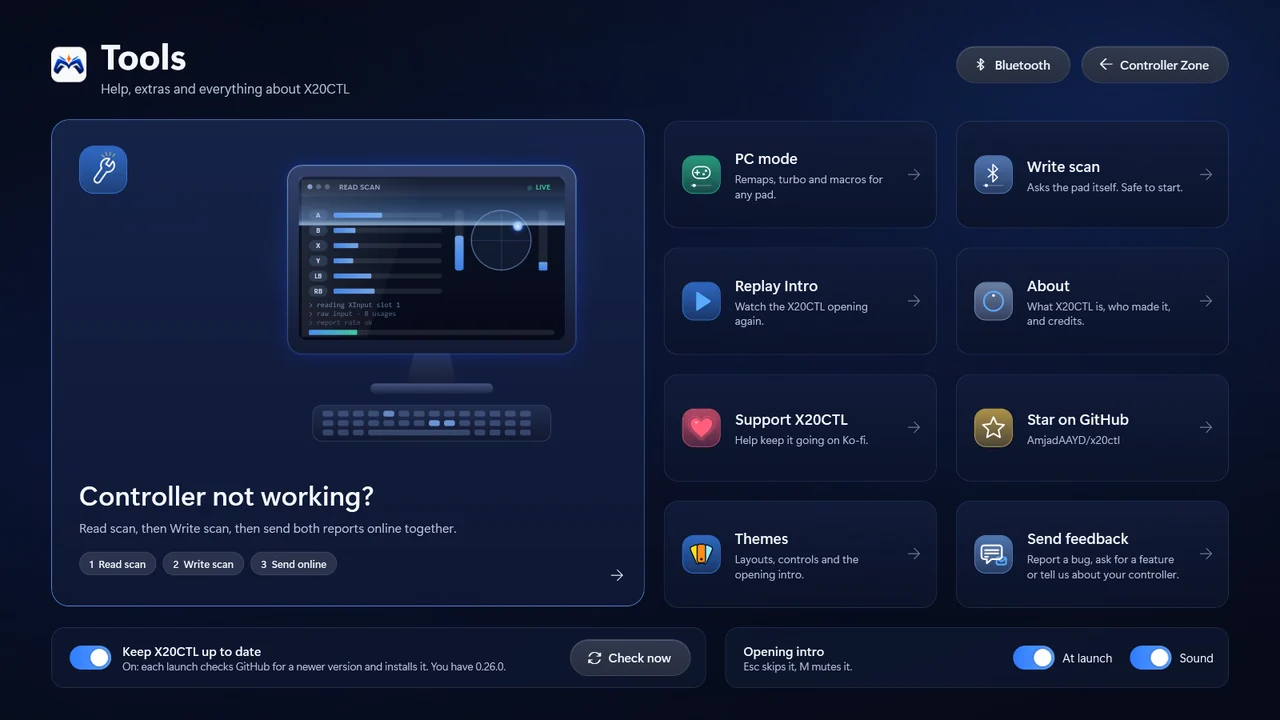 Tools
Help, extras and everything about X20CTL
Bluetooth
Controller Zone
READ SCAN
LIVE
A
B
X
Y
LB
RB
> reading XInput slot 1
> raw input - 8 usages
> report rate ok
Controller not working?
Read scan, then Write scan, then send both reports online together.
1 Read scan
2 Write scan
3 Send online
PC mode
Remaps, turbo and macros for
any pad.
Write scan
Asks the pad itself. Safe to start.
Replay Intro
Watch the X20CTL opening
again.
About
What X20CTL is, who made it,
and credits.
Support X20CTL
Help keep it going on Ko-fi.
Star on GitHub
AmjadAAYD/x20ctl
Themes
Layouts, controls and the
opening intro.
Send feedback
Report a bug, ask for a feature
or tell us about your controller.
Keep X20CTL up to date
On: each launch checks GitHub for a newer version and installs it. You have 0.26.0.
Check now
Opening intro
Esc skips it, M mutes it.
At launch
Sound